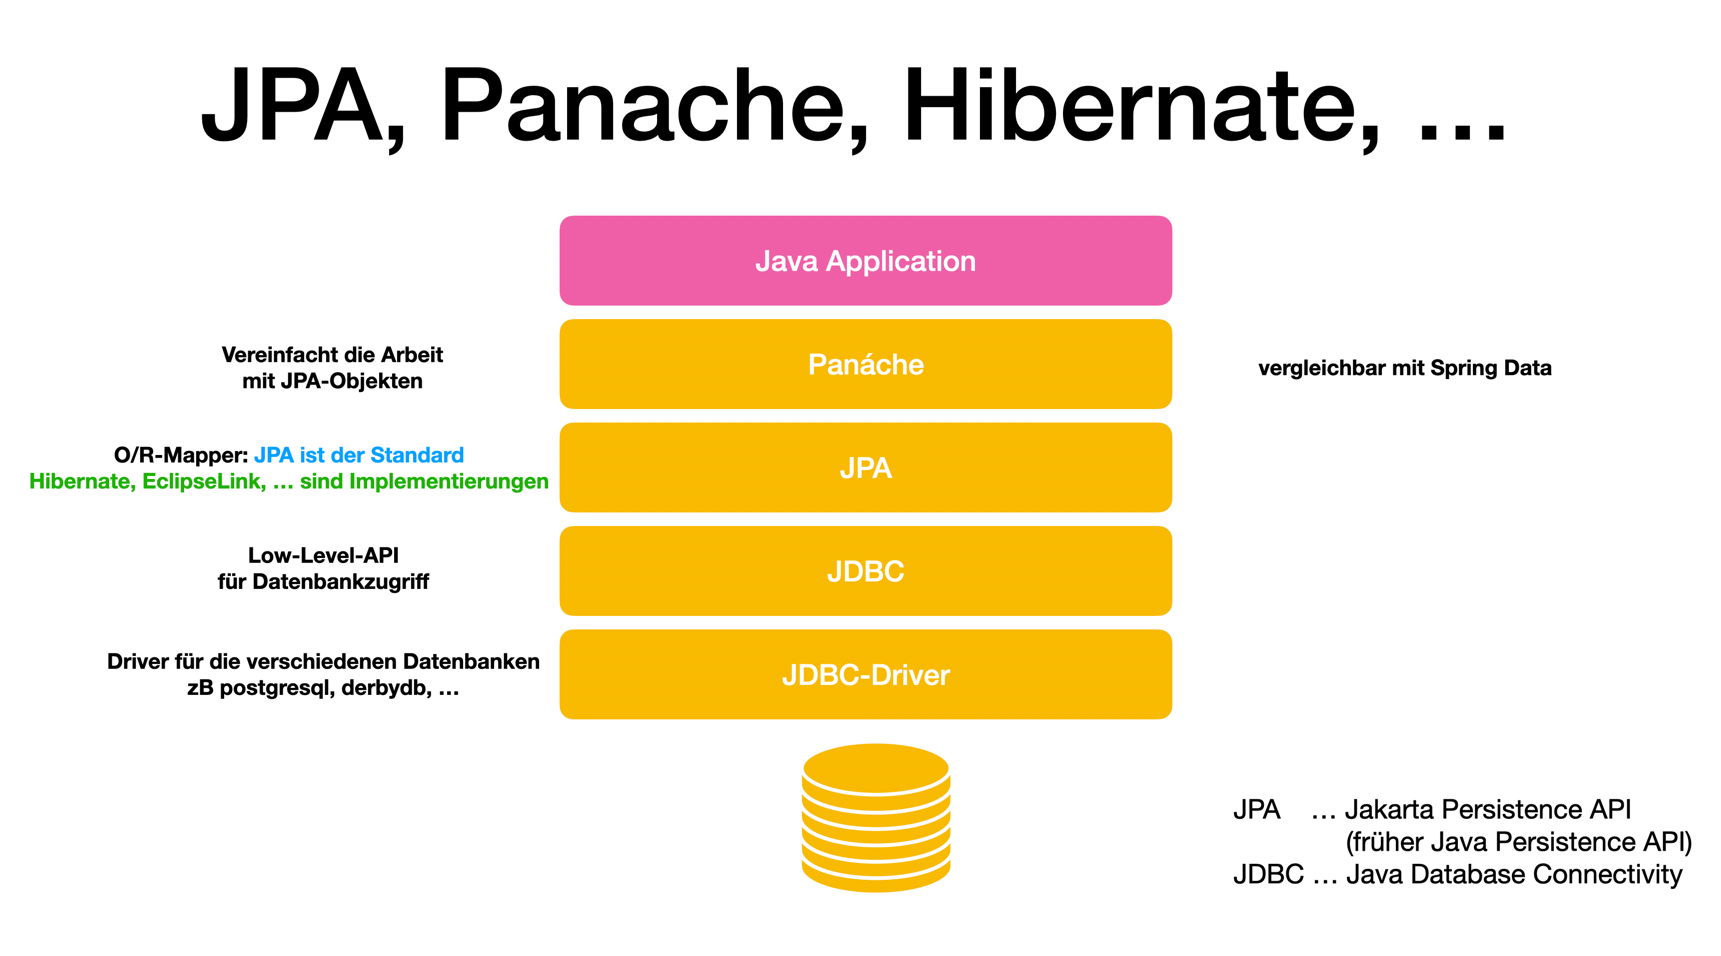 JPA, Panache, Hibernate, …
Java Application
Vereinfacht die Arbeit
mit JPA-Objekten
Panáche
vergleichbar mit Spring Data
O/R-Mapper: JPA ist der Standard
Hibernate, EclipseLink, … sind Implementierungen
JPA
Low-Level-API
für Datenbankzugriff
JDBC
Driver für die verschiedenen Datenbanken
zB postgresql, derbydb, …
JDBC-Driver
JPA … Jakarta Persistence API
(früher Java Persistence API)
JDBC … Java Database Connectivity